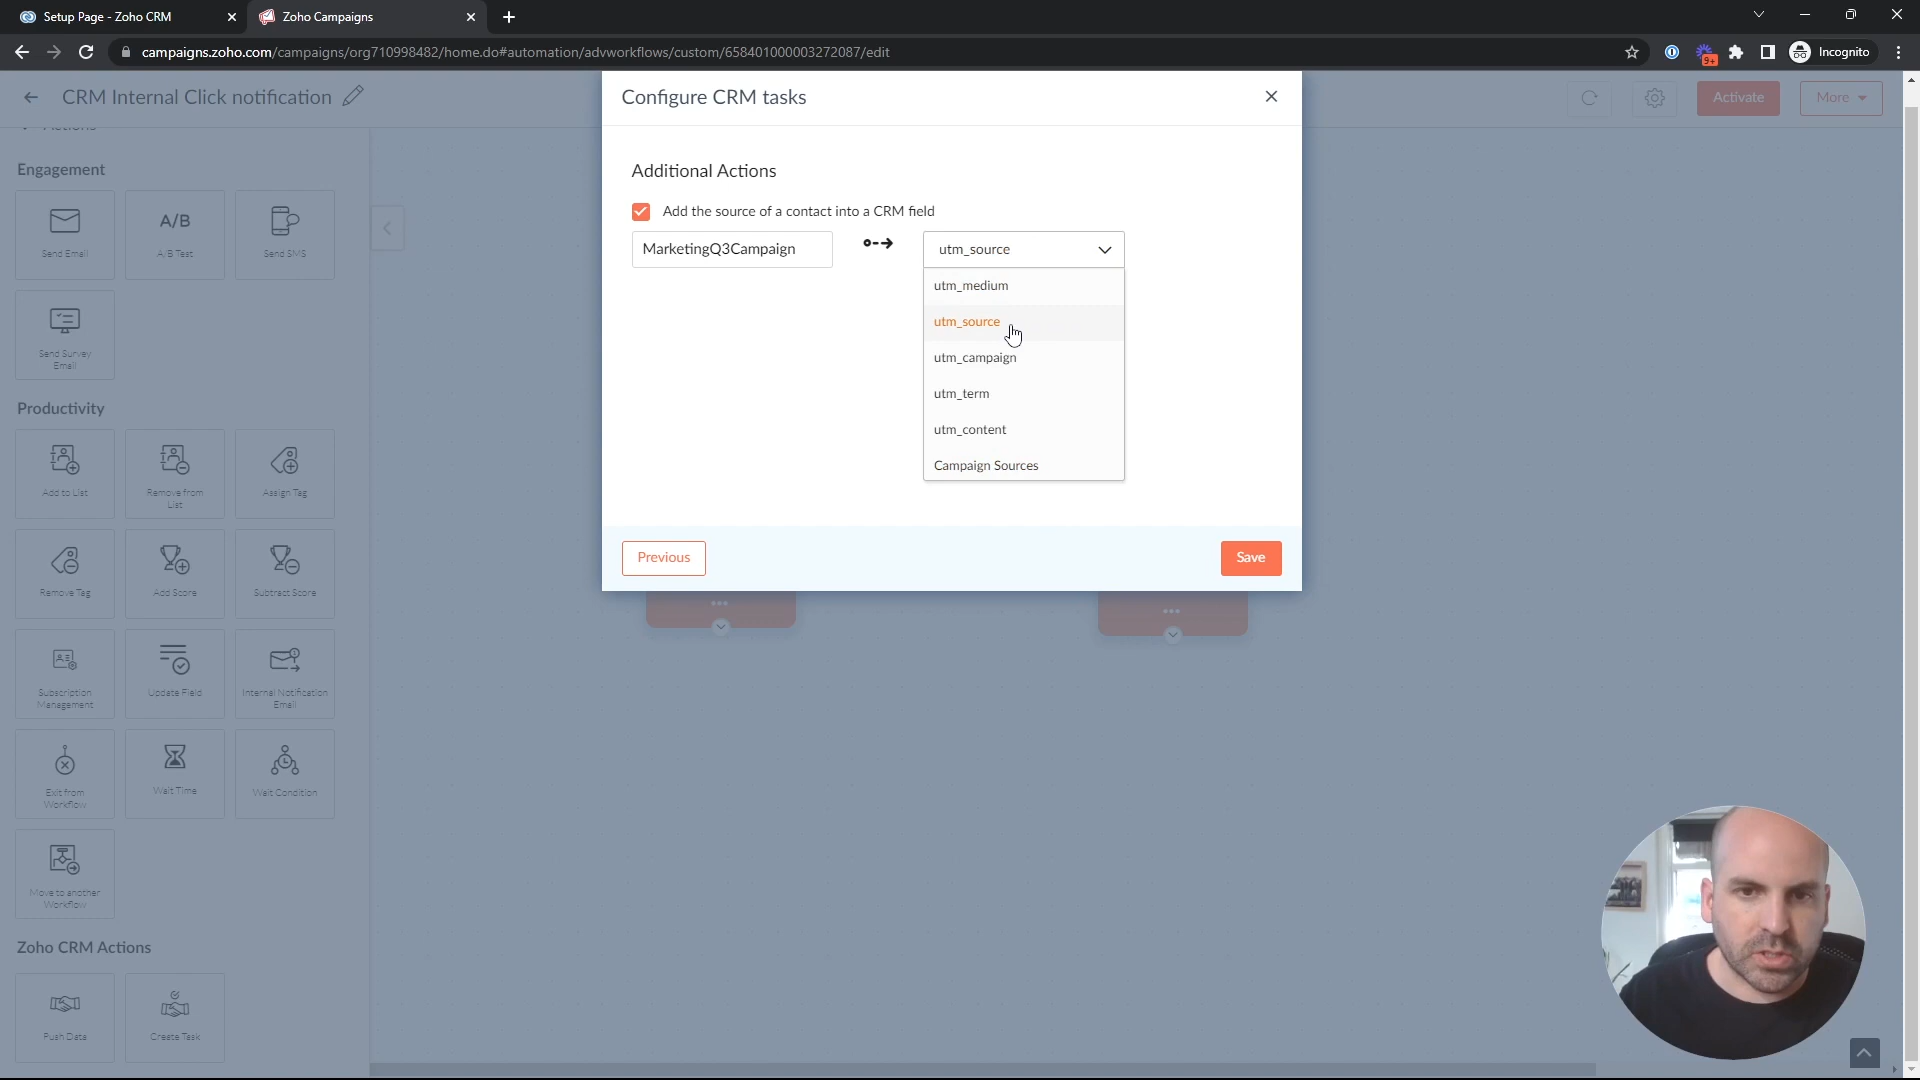 Setup Page - Zoho CRM
Zoho Campaigns
campaigns.zoho.com/campaigns/org710998482/home.do#automation/advworkflows/custom/658401000003272087/edit
9+
Incognito
CRM Internal Click notification
Activate
More
Actions
Engagement
Send Email
A/B
A/B Test
Send SMS
Send Survey
Email
Productivity
Add to List
Remove from
List
Assign Tag
Remove Tag
Add Score
Subtract Score
Subscription
Management
Update Field
Internal Notification
Email
Exit from
Workflow
Wait Time
Wait Condition
Move to another
Workflow
Zoho CRM Actions
Push Data
Create Task
Configure CRM tasks
Additional Actions
Add the source of a contact into a CRM field
MarketingQ3Campaign
utm_source
utm_medium
utm_source
utm_campaign
utm_term
utm_content
Campaign Sources
Previous
Save